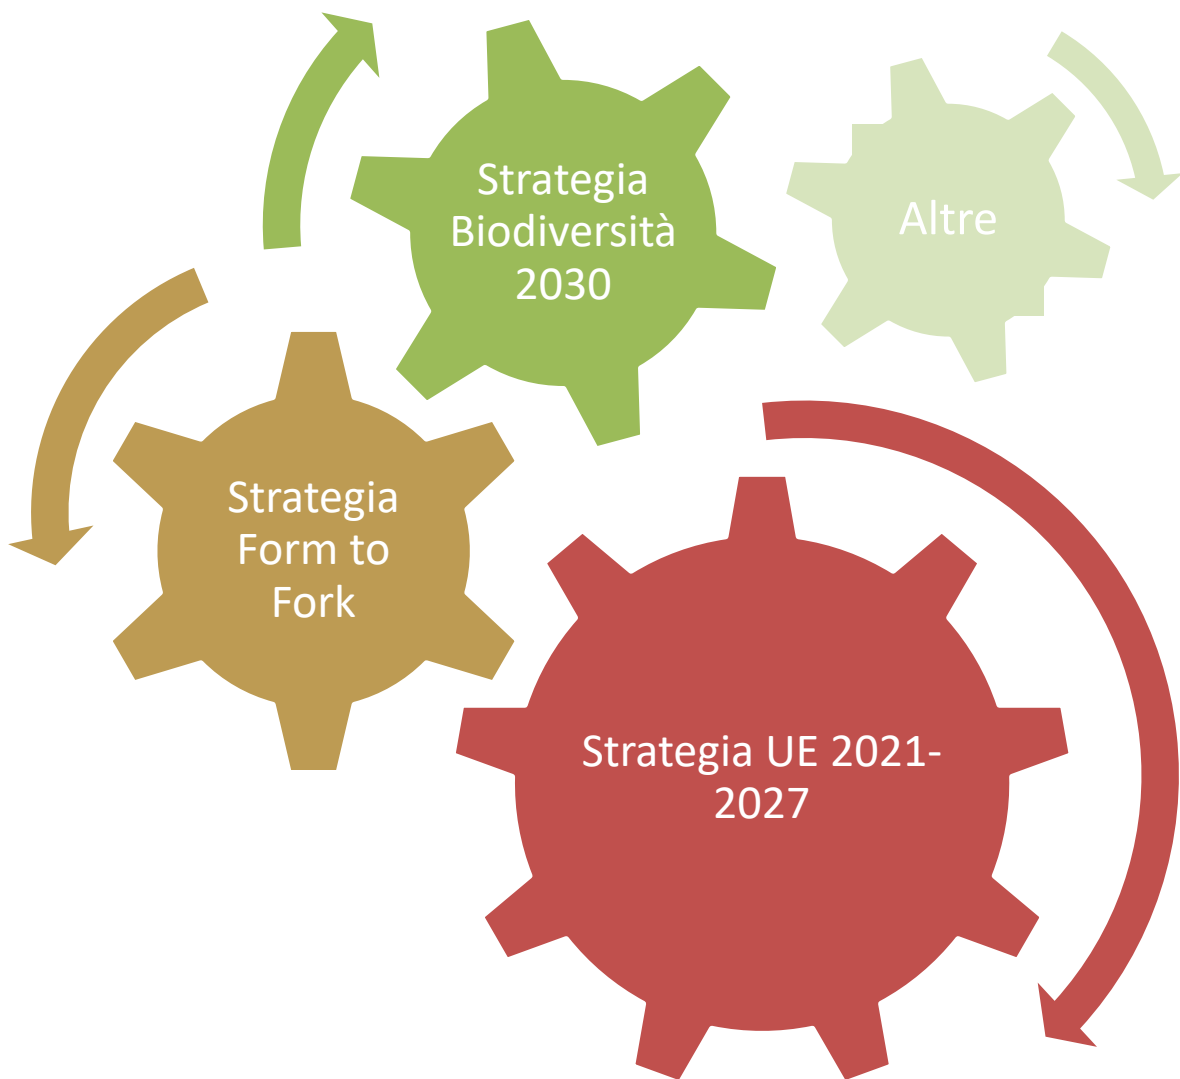 Strategia
Biodiversità
2030
Altre
Strategia
Form to
Fork
Strategia UE 2021-
2027